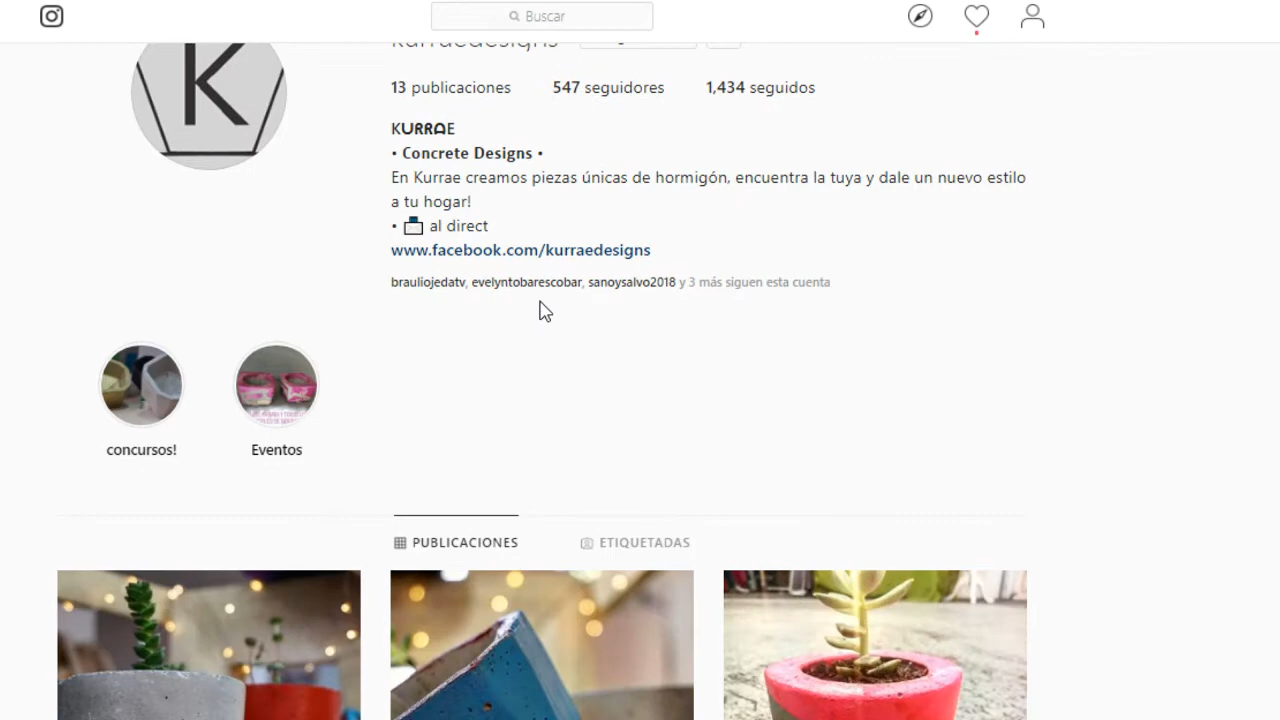 Buscar
kurraedesigns
K
13 publicaciones 547 seguidores 1,434 seguidos
KURRAE
• Concrete Designs •
En Kurrae creamos piezas únicas de hormigón, encuentra la tuya y dale un nuevo estilo
a tu hogar!
• 📩 al direct
www.facebook.com/kurraedesigns
brauliojedatv, evelyntobarescobar, sanoysalvo2018 y 3 más siguen esta cuenta
concursos! Eventos
PUBLICACIONES ETIQUETADAS